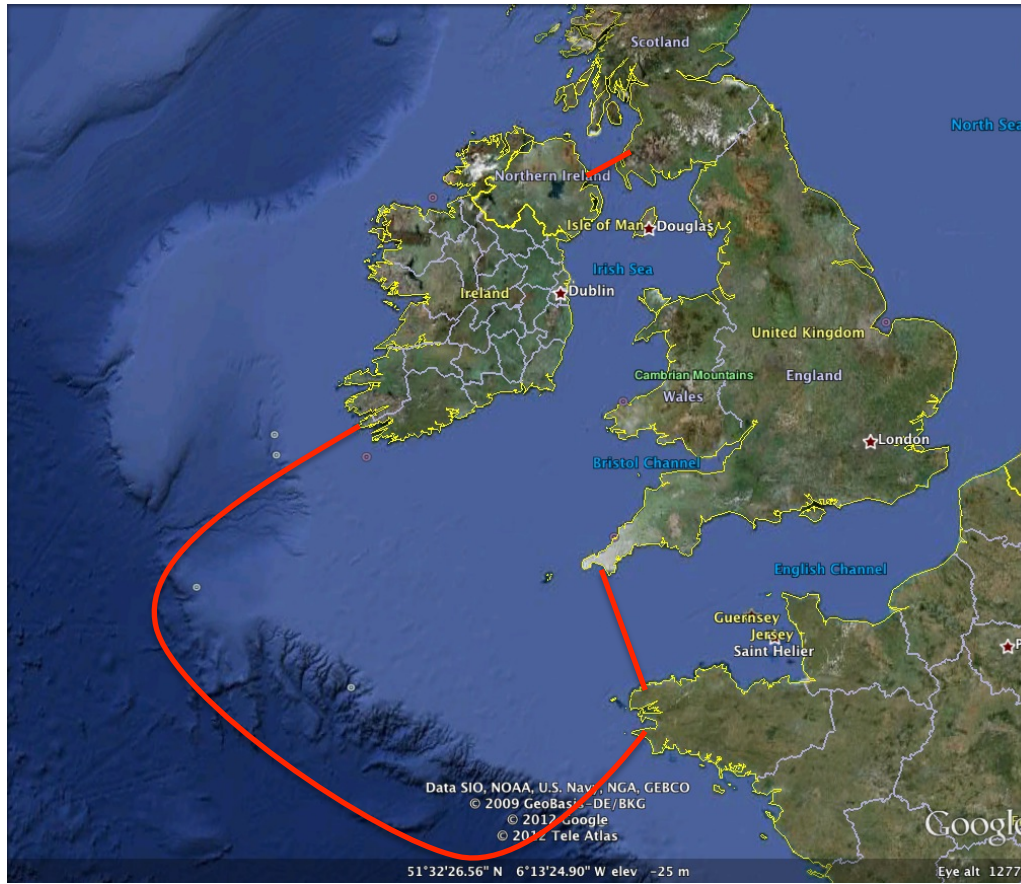 Scotland
North Sea
Northern Ireland
Isle of Man
Douglas
Irish Sea
Ireland
Dublin
United Kingdom
Cambrian Mountains
England
Wales
London
Bristol Channel
English Channel
Guernsey
Jersey
Saint Helier
P
Data SIO, NOAA, U.S. Navy, NGA, GEBCO
© 2009 GeoBasis-DE/BKG
© 2012 Google
© 2012 Tele Atlas
Google
51°32'26.56" N 6°13'24.90" W elev -25 m
Eye alt 1277